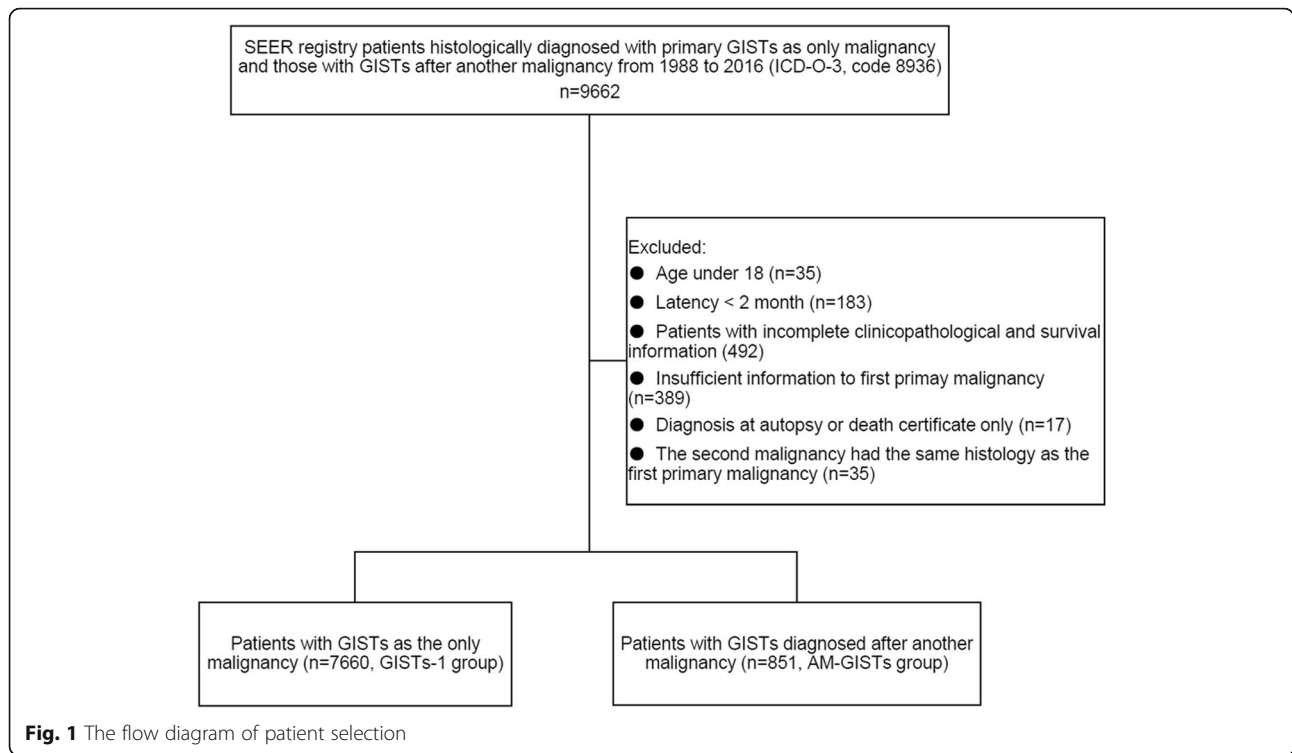 SEER registry patients histologically diagnosed with primary GISTs as only malignancy
and those with GISTs after another malignancy from 1988 to 2016 (ICD-O-3, code 8936)
n=9662
Excluded:
● Age under 18 (n=35)
● Latency < 2 month (n=183)
● Patients with incomplete clinicopathological and survival
information (492)
● Insufficient information to first primay malignancy
(n=389)
● Diagnosis at autopsy or death certificate only (n=17)
● The second malignancy had the same histology as the
first primary malignancy (n=35)
Patients with GISTs as the only
malignancy (n=7660, GISTs-1 group)
Patients with GISTs diagnosed after another
malignancy (n=851, AM-GISTs group)
Fig. 1 The flow diagram of patient selection